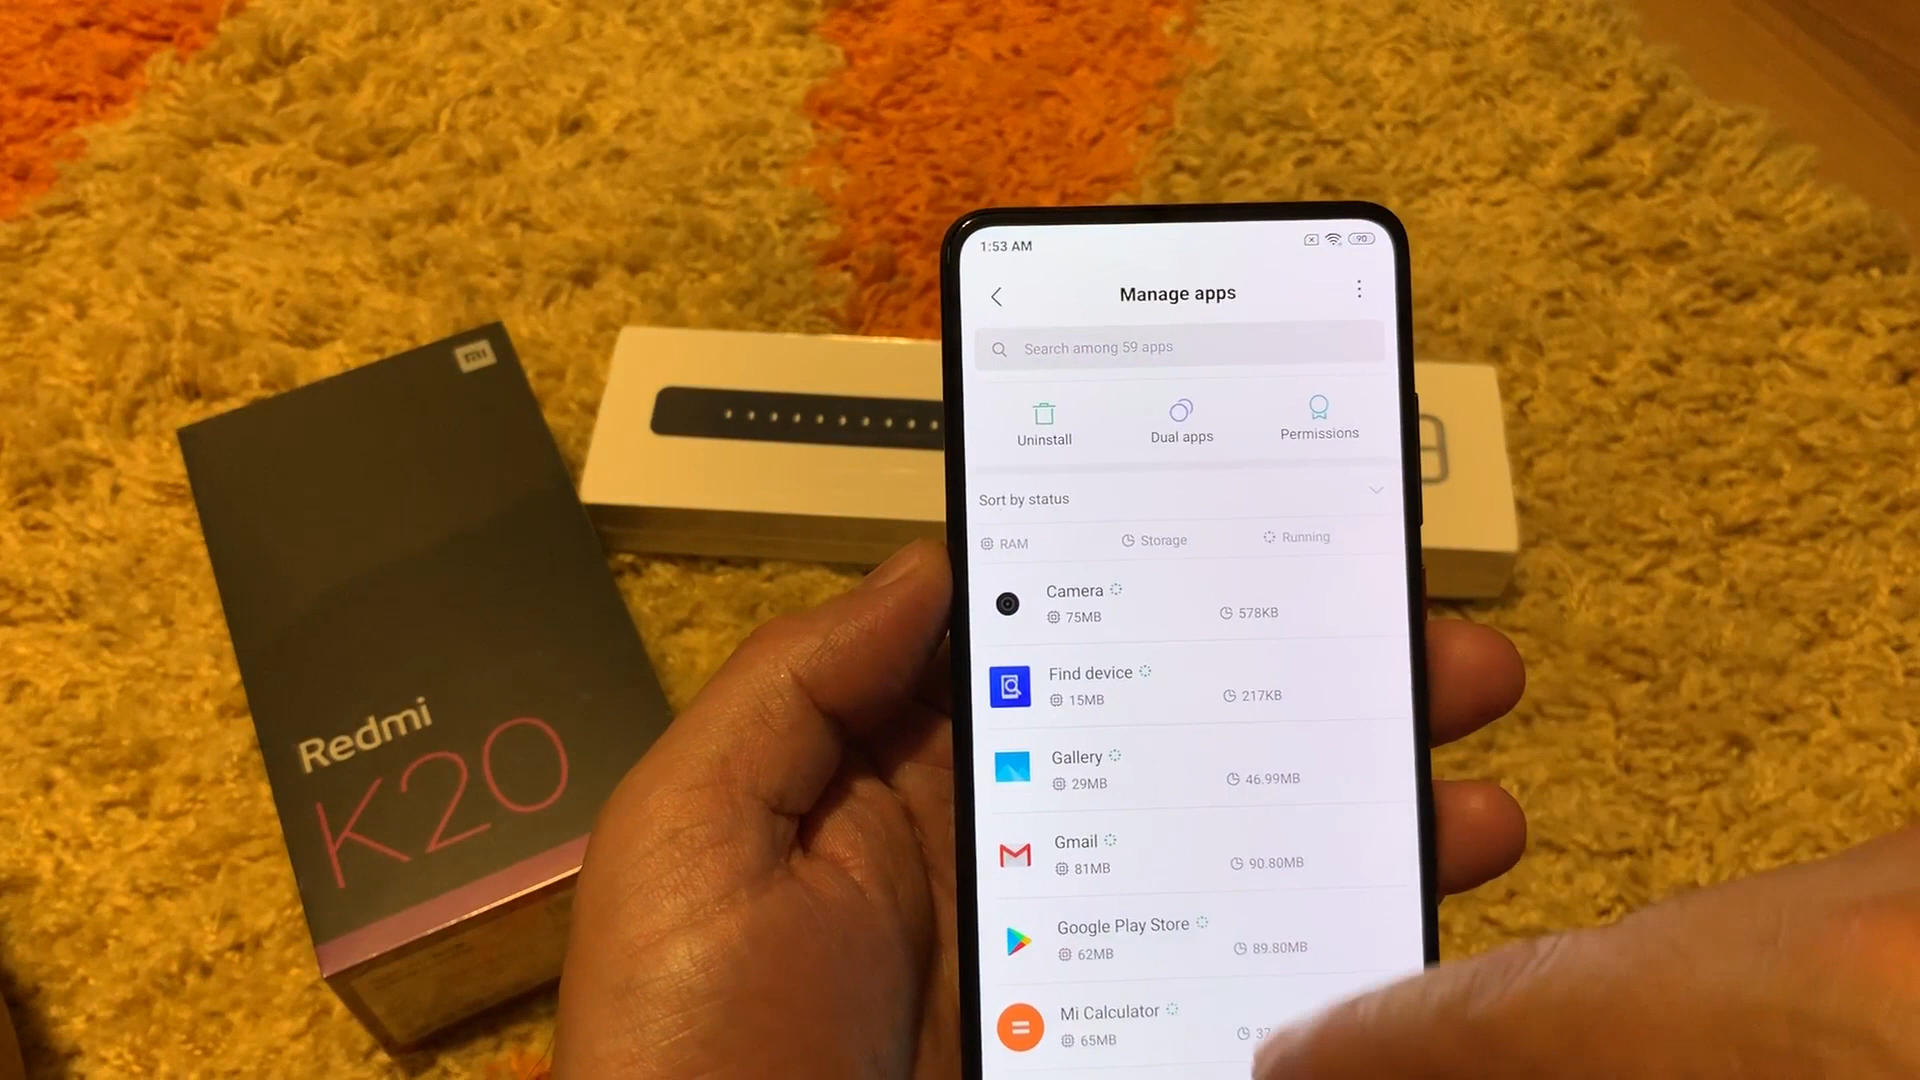 mi
Redmi
K20
1:53 AM
90
Manage apps
Search among 59 apps
Uninstall
Dual apps
Permissions
Sort by status
RAM
Storage
Running
Camera
75MB
578KB
Find device
15MB
217KB
Gallery
29MB
46.99MB
Gmail
81MB
90.80MB
Google Play Store
62MB
89.80MB
Mi Calculator
65MB